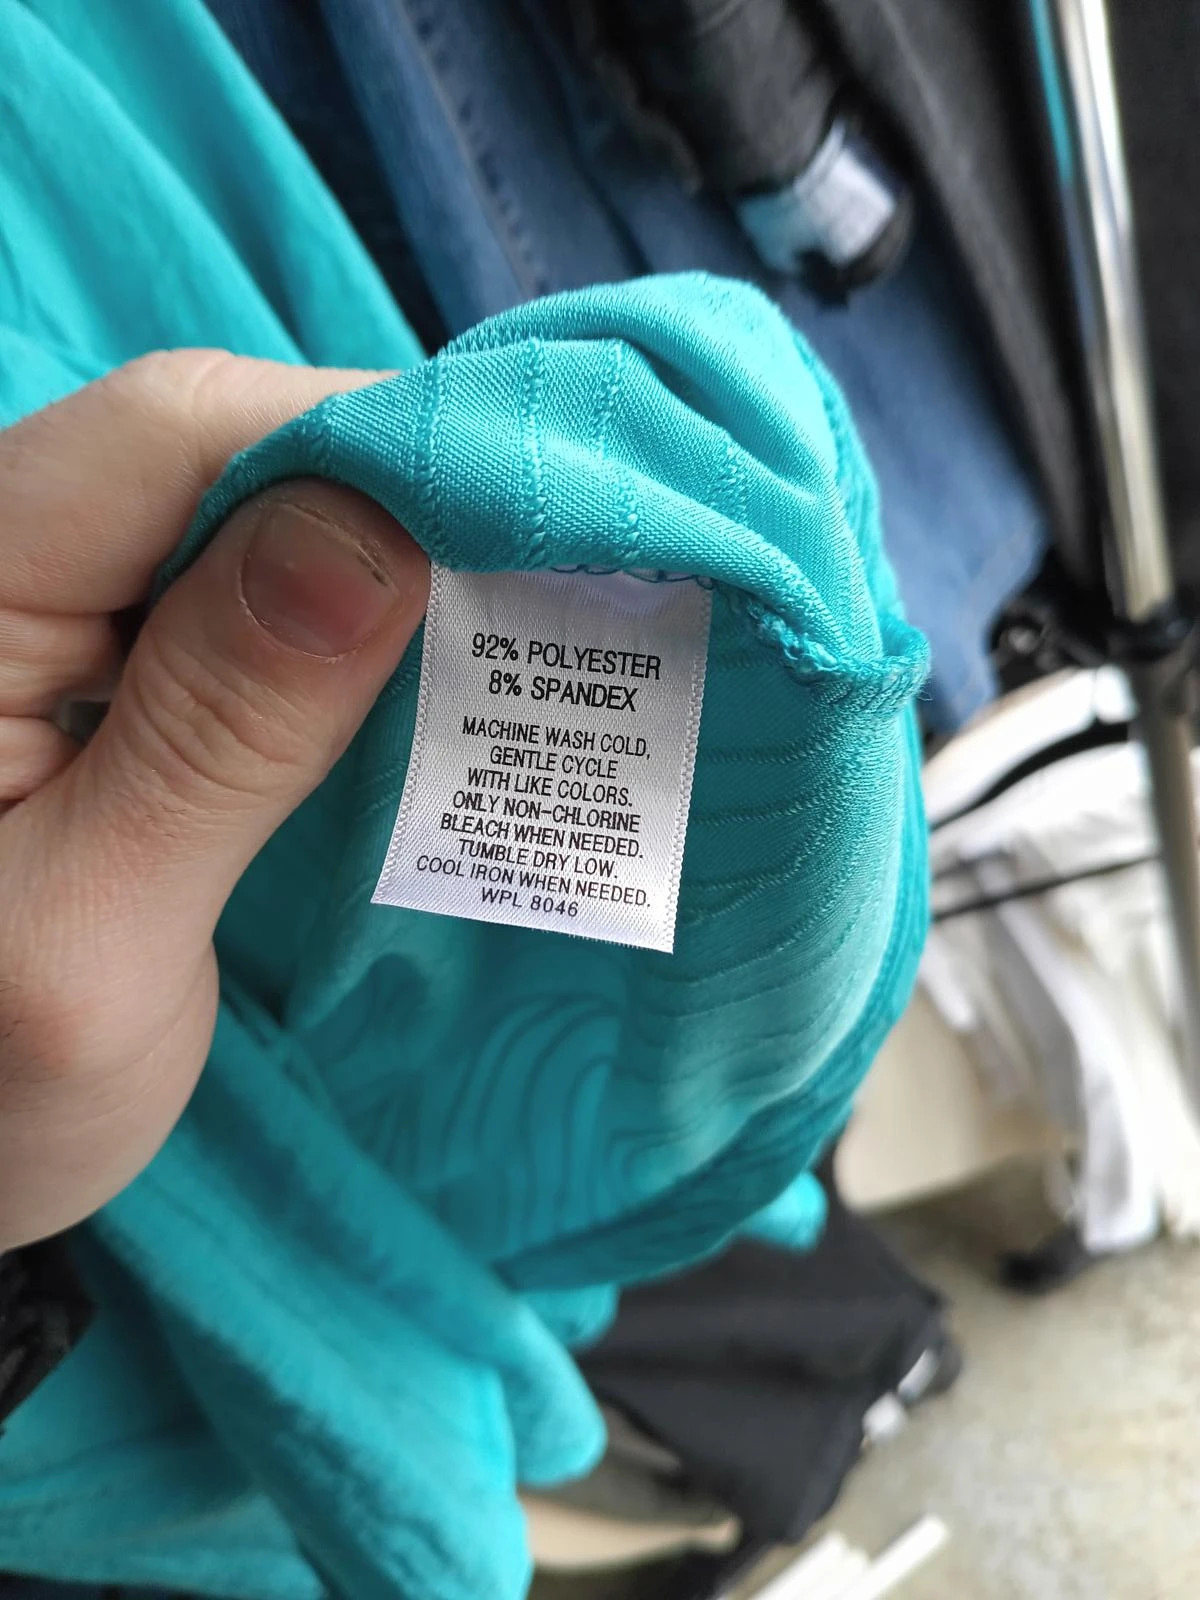 92% POLYESTER
8% SPANDEX
MACHINE WASH COLD,
GENTLE CYCLE
WITH LIKE COLORS.
ONLY NON-CHLORINE
BLEACH WHEN NEEDED.
TUMBLE DRY LOW.
COOL IRON WHEN NEEDED.
WPL 8046